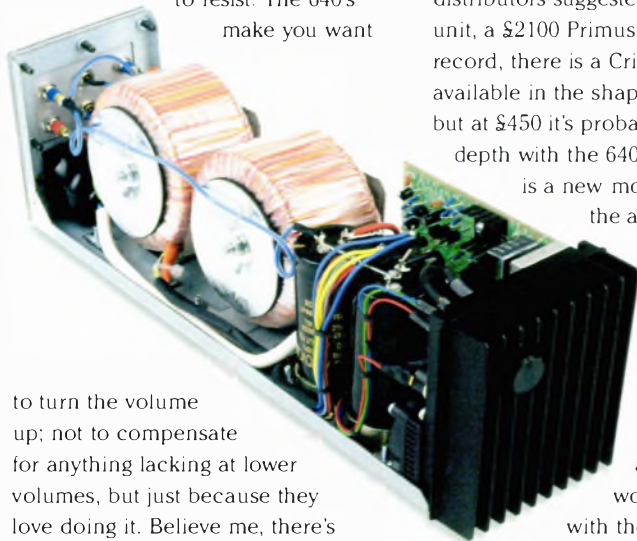 to resist. The 640's
make you want
to turn the volume
up; not to compensate
for anything lacking at lower
volumes, but just because they
love doing it. Believe me, there's
distributors suggeste
unit, a $2100 Primus
record, there is a Cri
available in the shap
but at $450 it's proba
depth with the 640
is a new mo
the a
wo
with the